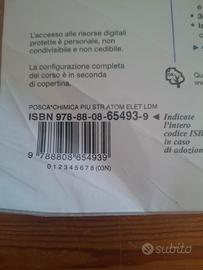 L'accesso alle risorse digitali
protette è personale, non
condivisibile e non cedibile.
La configurazione completa
del corso è in seconda
di copertina.
POSCA*CHIMICA PIU STR.ATOM ELET LDM
ISBN 978-88-08-65493-9
Indicate
l'intero
codice ISB
in caso
di adozion
9 788808 654939
0 1 2 3 4 5 6 7 8 (03N)
subito